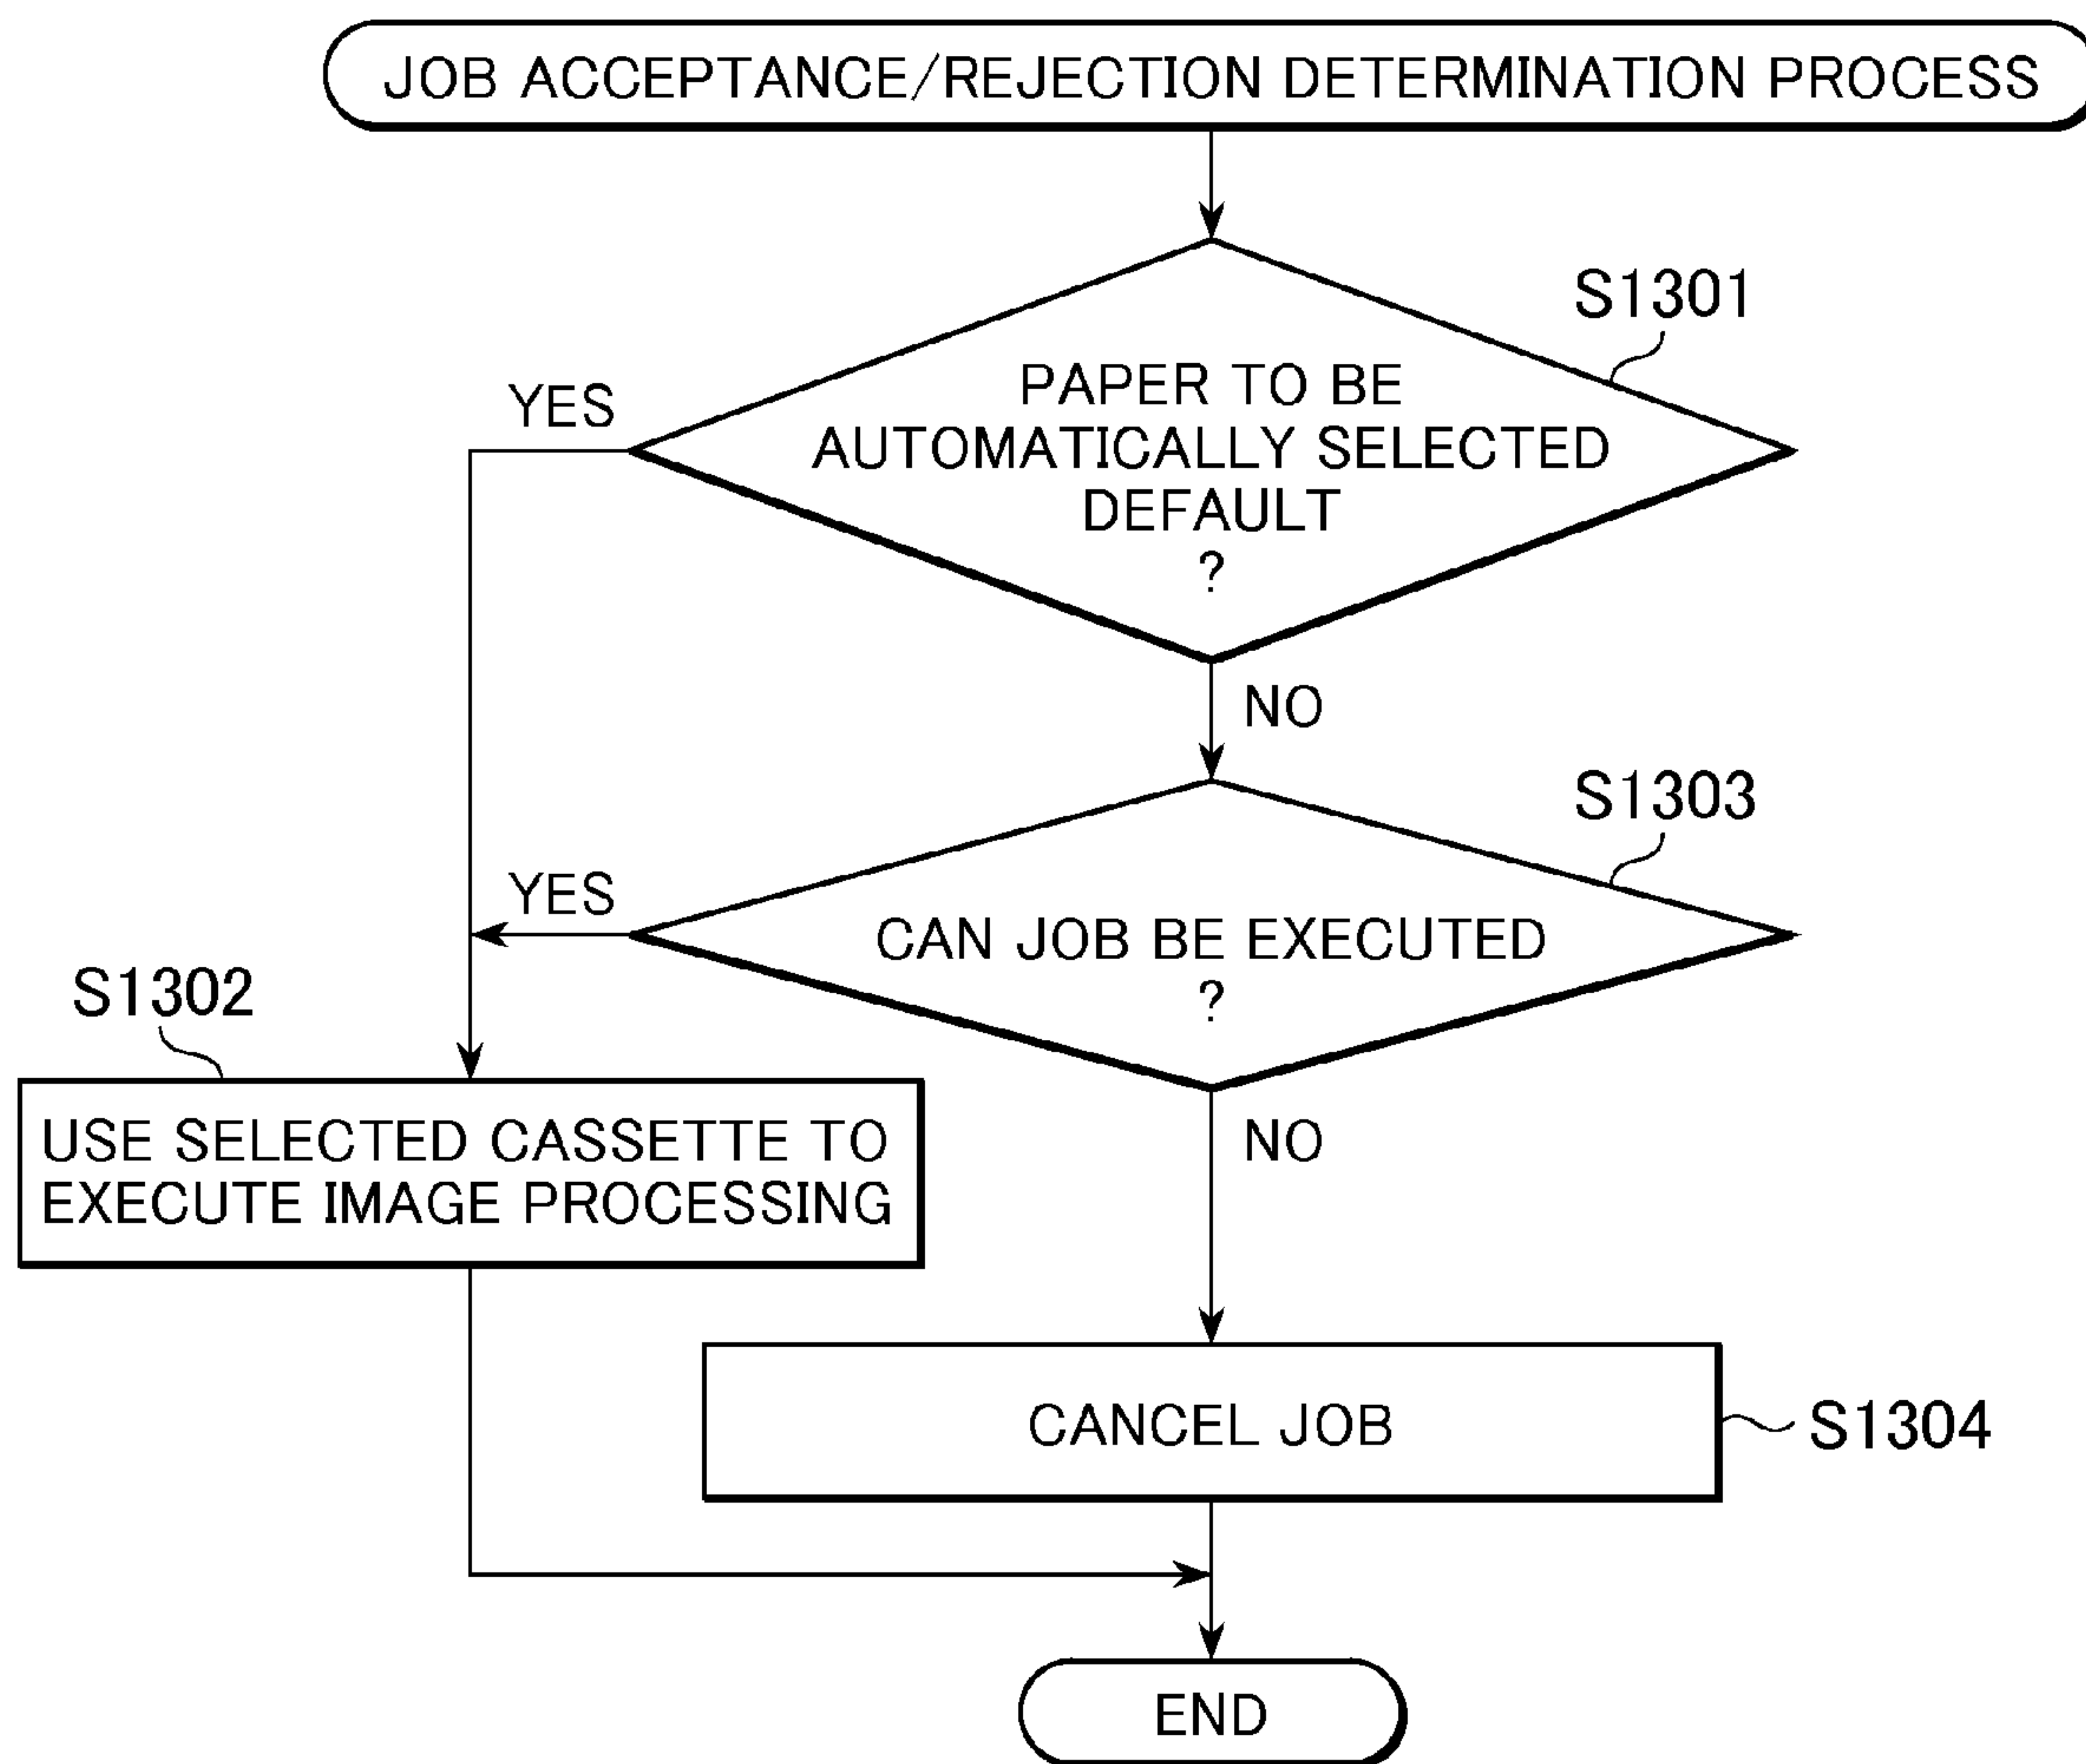 JOB ACCEPTANCE/REJECTION DETERMINATION PROCESS
S1301
PAPER TO BE
AUTOMATICALLY SELECTED
DEFAULT
?
YES
NO
S1303
CAN JOB BE EXECUTED
?
YES
NO
S1302
USE SELECTED CASSETTE TO
EXECUTE IMAGE PROCESSING
CANCEL JOB
S1304
END